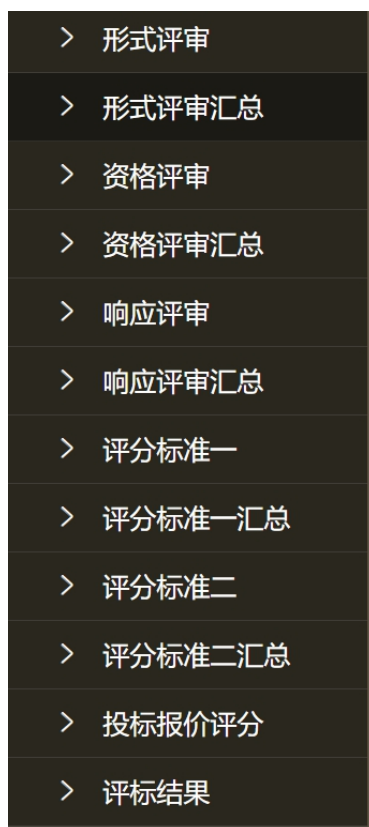 形式评审
形式评审汇总
资格评审
资格评审汇总
响应评审
响应评审汇总
评分标准一
评分标准一汇总
评分标准二
评分标准二汇总
投标报价评分
评标结果